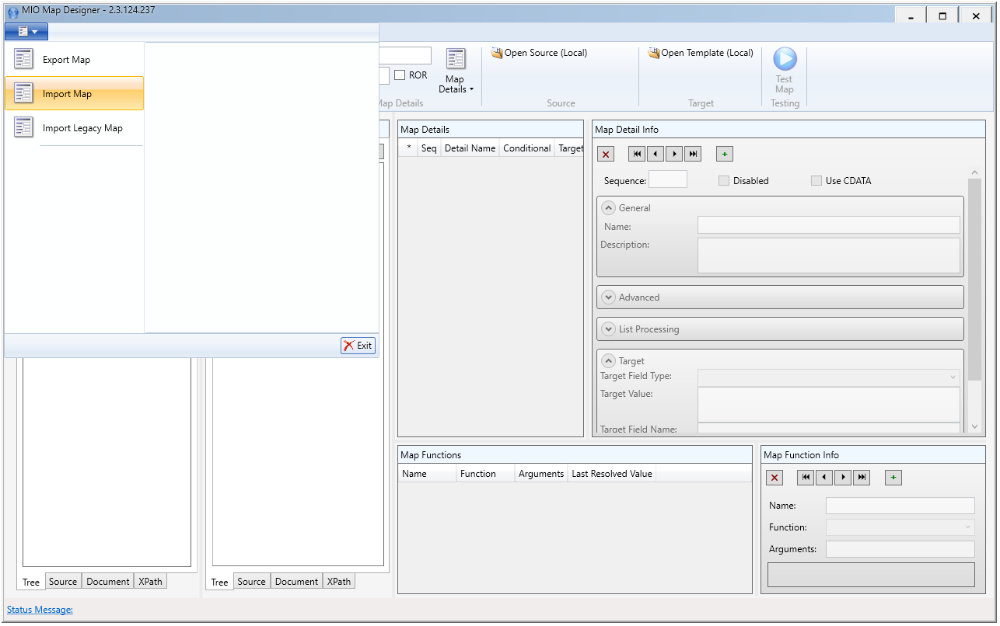 MIO Map Designer - 2.3.124.237
Export Map
Import Map
Import Legacy Map
Exit
ROR
Map
Details
Map Details
Open Source (Local)
Source
Open Template (Local)
Target
Test
Map
Testing
Map Details
* Seq Detail Name Conditional Target
Map Detail Info
Sequence: Disabled Use CDATA
General
Name:
Description:
Advanced
List Processing
Target
Target Field Type:
Target Value:
Target Field Name:
Map Functions
Name Function Arguments Last Resolved Value
Map Function Info
Name:
Function:
Arguments:
Tree Source Document XPath
Tree Source Document XPath
Status Message: